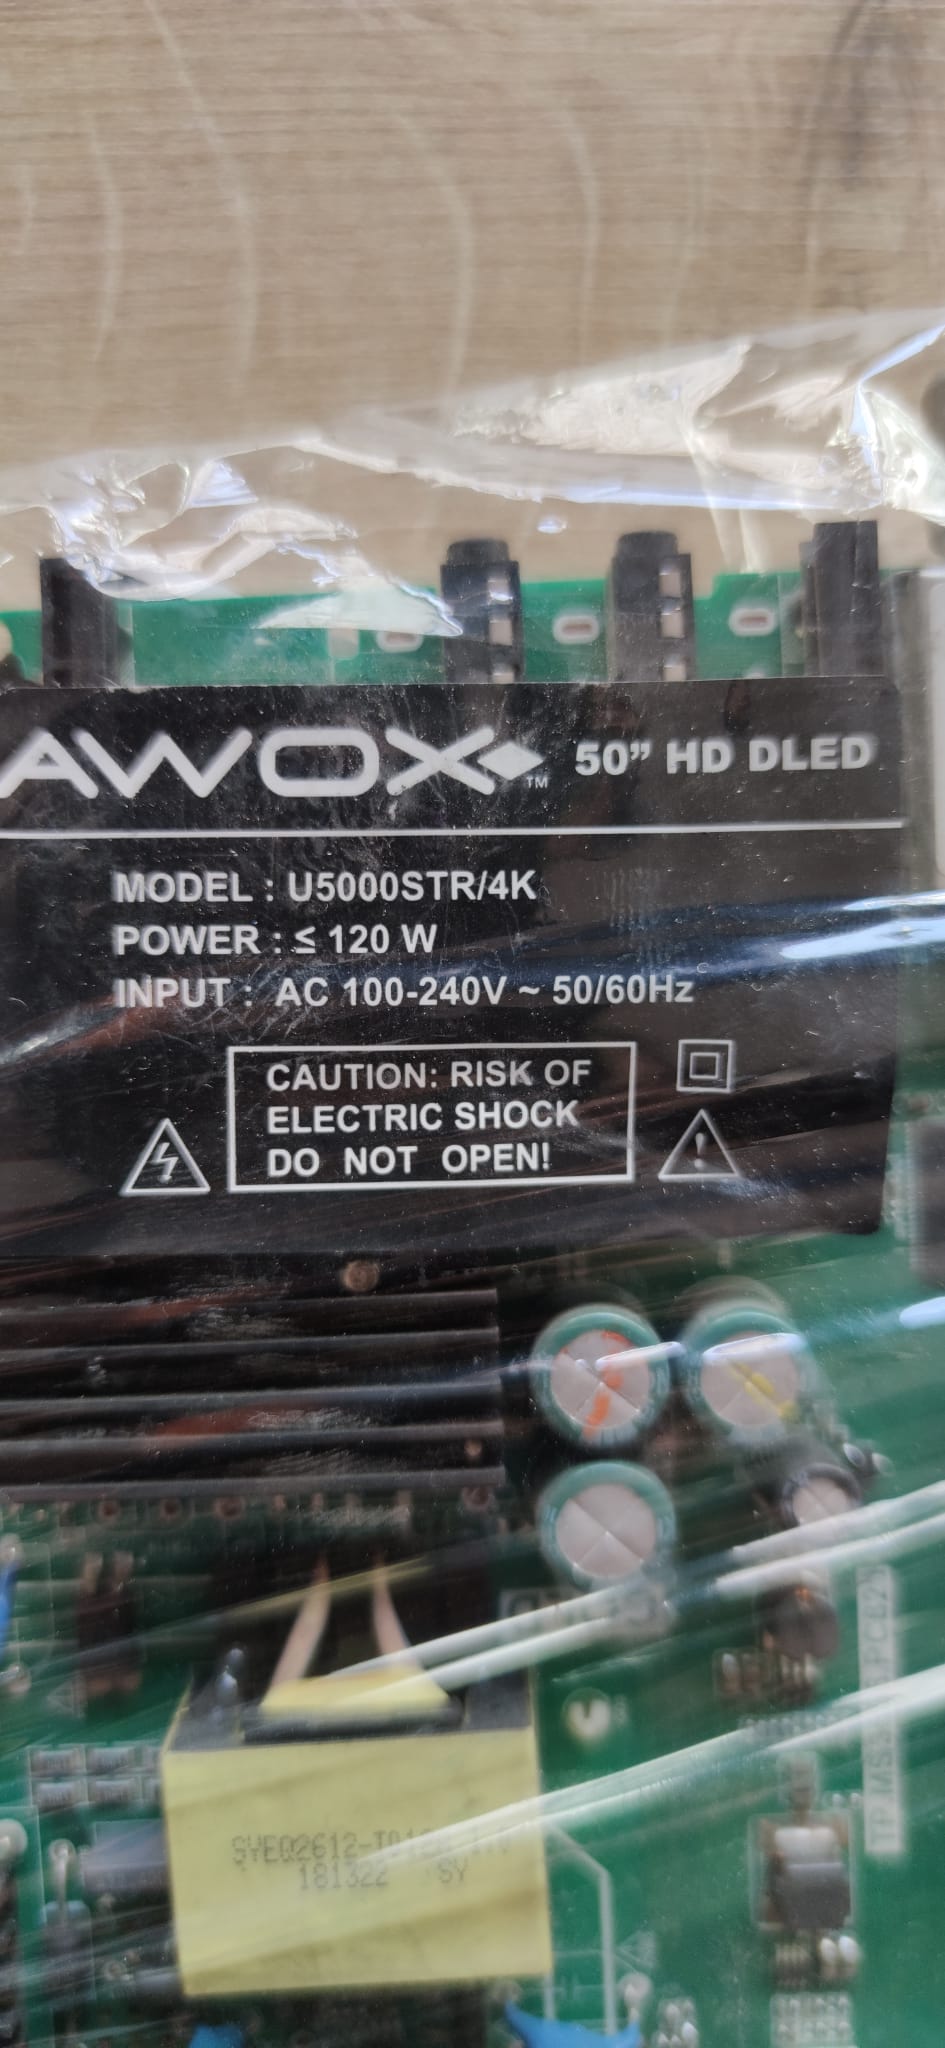 AWOX™ 50” HD DLED
MODEL : U5000STR/4K
POWER : ≤ 120 W
INPUT : AC 100-240V ~ 50/60Hz
CAUTION: RISK OF
ELECTRIC SHOCK
DO NOT OPEN!
181322 SY